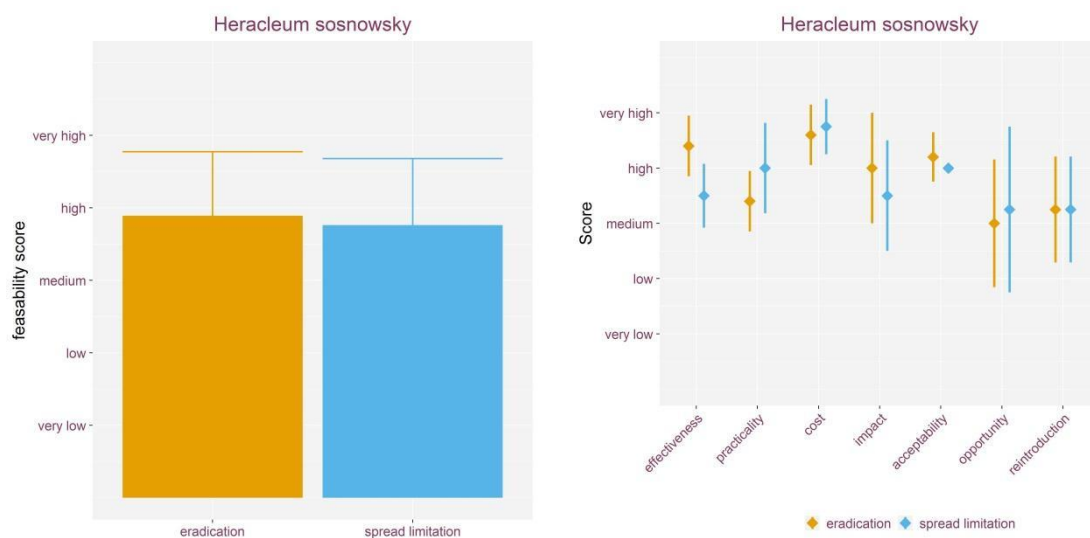 Heracleum sosnowsky
feasability score
very high
high
medium
low
very low
eradication
spread limitation
Heracleum sosnowsky
Score
very high
high
medium
low
very low
effectiveness
practicality
cost
impact
acceptability
opportunity
reintroduction
eradication
spread limitation